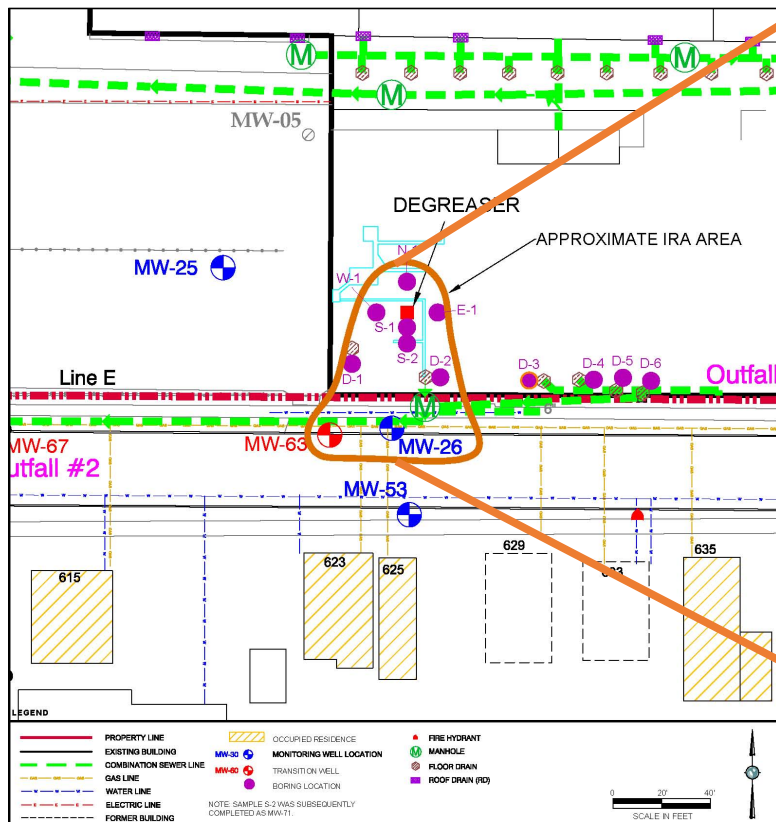 M
M
M
MW-05
DEGREASER
N-1
APPROXIMATE IRA AREA
MW-25
W-1
E-1
S-1
S-2
D-1
D-2
D-3
D-4
D-5
D-6
Line E
Outfall
M
6
MW-67
MW-63
MW-26
utfall #2
MW-53
615
623
625
629
635
LEGEND
PROPERTY LINE
EXISTING BUILDING
COMBINATION SEWER LINE
GAS LINE
WATER LINE
ELECTRIC LINE
FORMER BUILDING
OCCUPIED RESIDENCE
MW-30 MONITORING WELL LOCATION
MW-60 TRANSITION WELL
BORING LOCATION
NOTE: SAMPLE S-2 WAS SUBSEQUENTLY
COMPLETED AS MW-71.
FIRE HYDRANT
M MANHOLE
FLOOR DRAIN
ROOF DRAIN (RD)
0 20' 40'
SCALE IN FEET